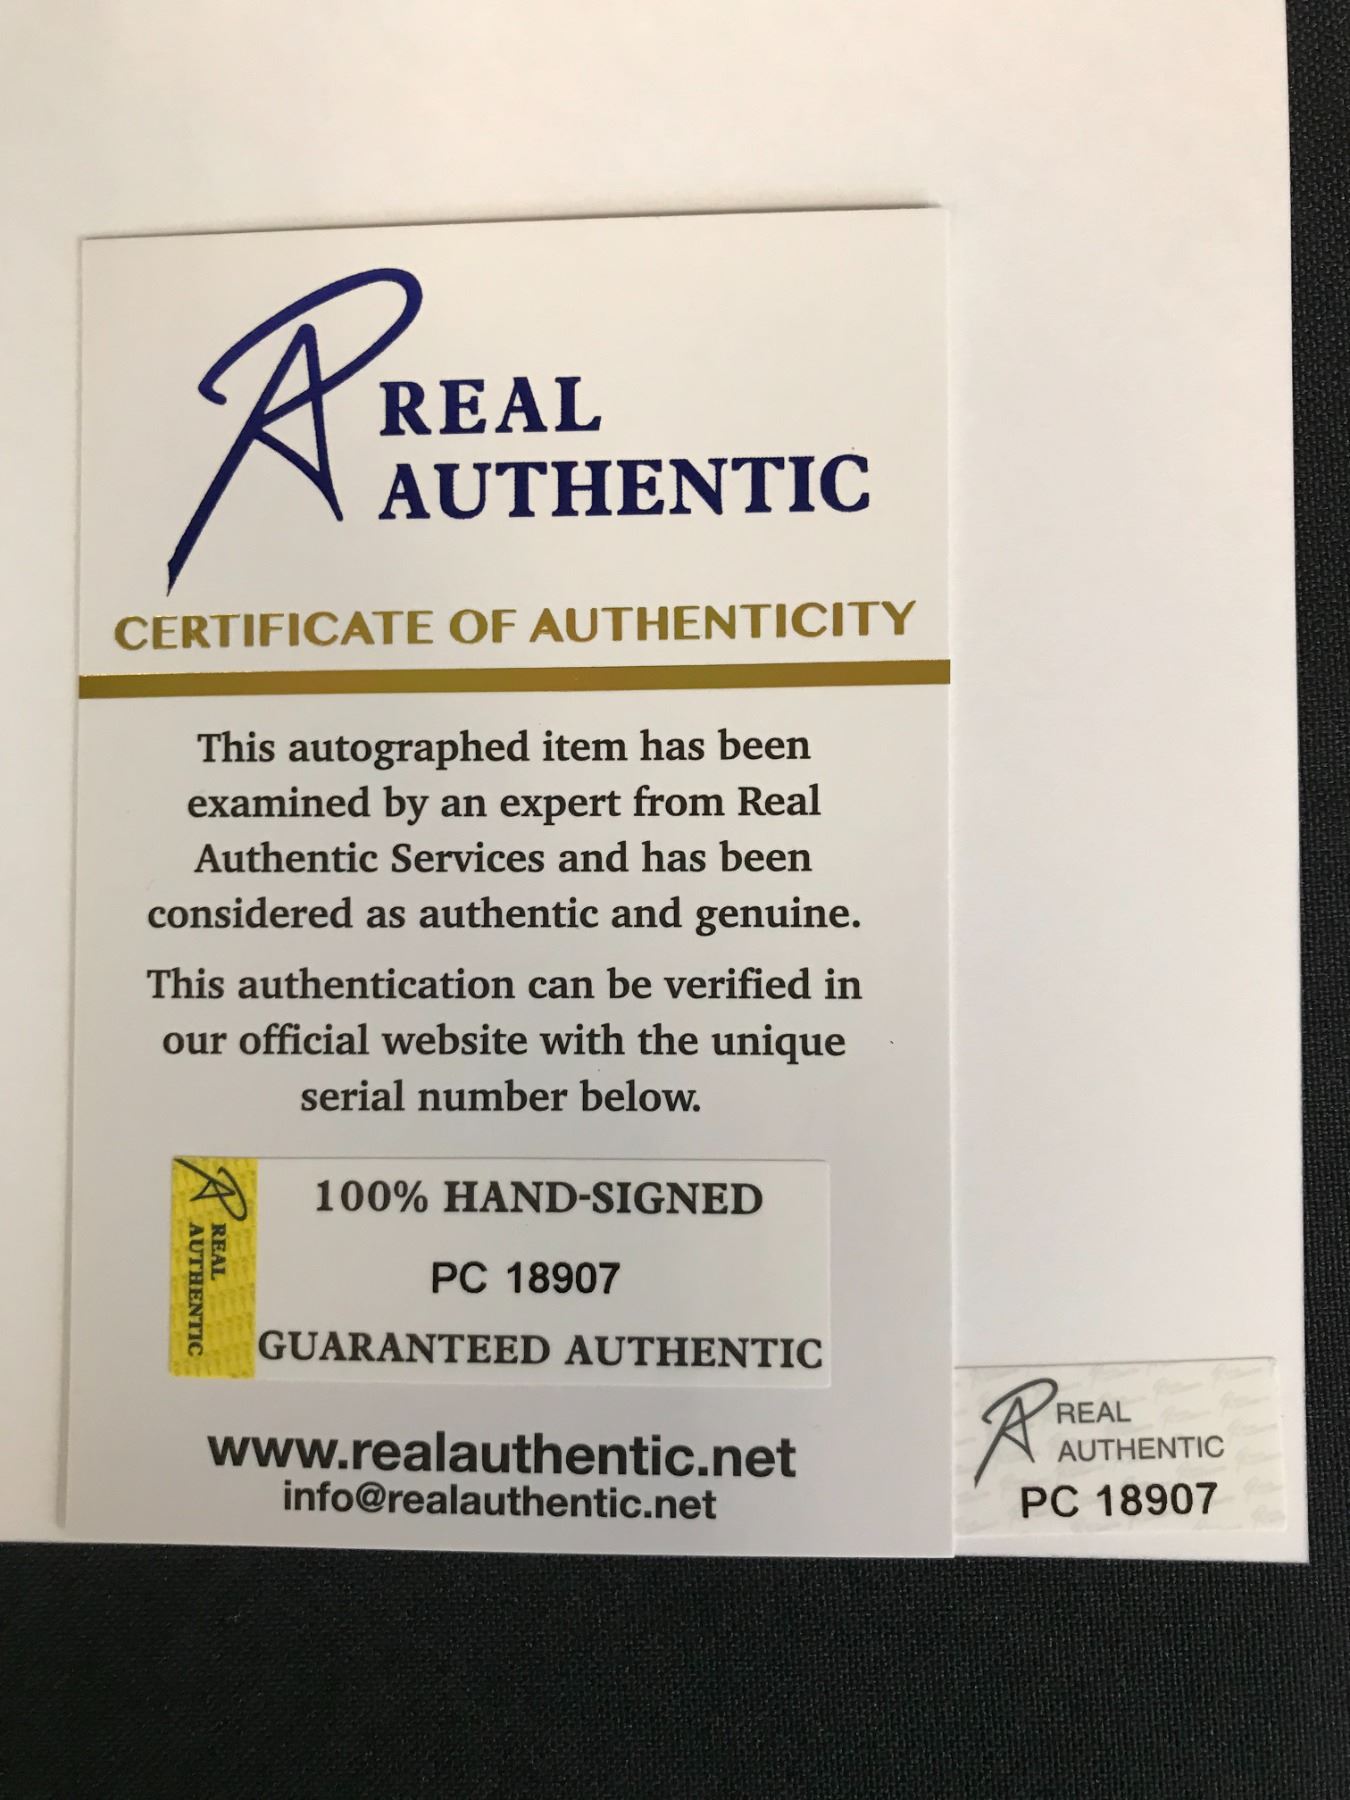 REAL
AUTHENTIC
CERTIFICATE OF AUTHENTICITY
This autographed item has been
examined by an expert from Real
Authentic Services and has been
considered as authentic and genuine.
This authentication can be verified in
our official website with the unique
serial number below.
REAL
AUTHENTIC
100% HAND-SIGNED
PC 18907
GUARANTEED AUTHENTIC
www.realauthentic.net
info@realauthentic.net
REAL
AUTHENTIC
PC 18907